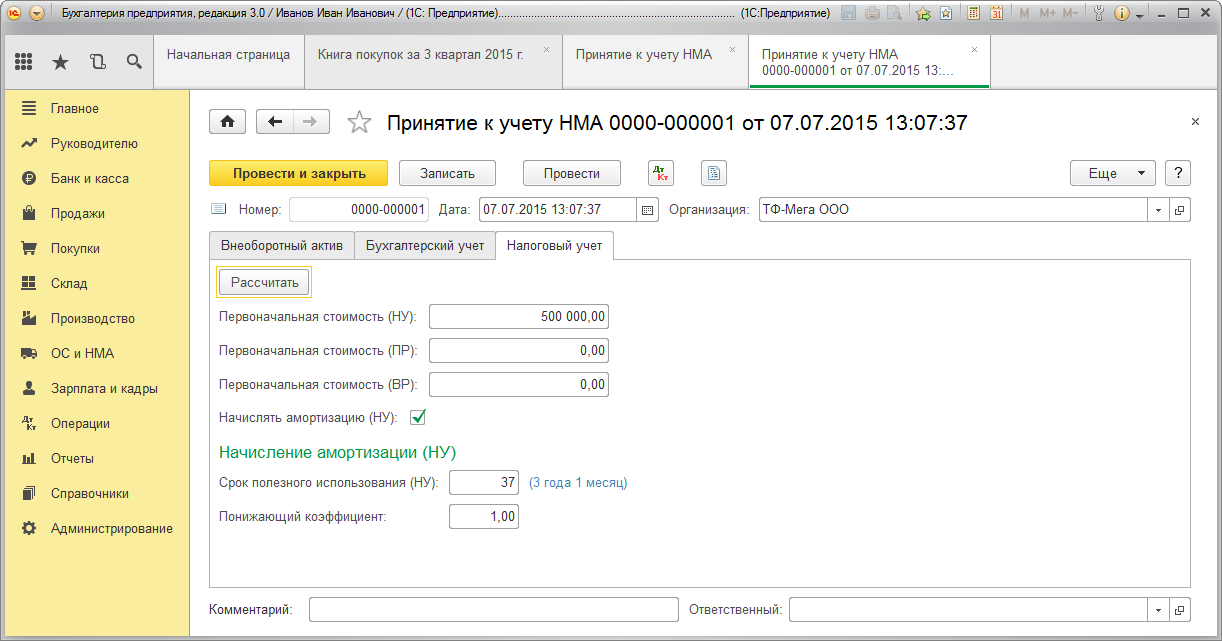 Бухгалтерия предприятия, редакция 3.0 / Иванов Иван Иванович / (1С: Предприятие)........................................................................ (1С:Предприятие)
31 M M+ M-
Начальная страница
Книга покупок за 3 квартал 2015 г.
Принятие к учету НМА
Принятие к учету НМА
0000-000001 от 07.07.2015 13:...
Главное
Руководителю
Банк и касса
Продажи
Покупки
Склад
Производство
ОС и НМА
Зарплата и кадры
Дт Кт Операции
Отчеты
Справочники
Администрирование
Принятие к учету НМА 0000-000001 от 07.07.2015 13:07:37
Провести и закрыть Записать Провести Дт Кт Еще ?
Номер: 0000-000001 Дата: 07.07.2015 13:07:37 Организация: ТФ-Мега ООО
Внеоборотный актив Бухгалтерский учет Налоговый учет
Рассчитать
Первоначальная стоимость (НУ): 500 000,00
Первоначальная стоимость (ПР): 0,00
Первоначальная стоимость (ВР): 0,00
Начислять амортизацию (НУ):
Начисление амортизации (НУ)
Срок полезного использования (НУ): 37 (3 года 1 месяц)
Понижающий коэффициент: 1,00
Комментарий: Ответственный: